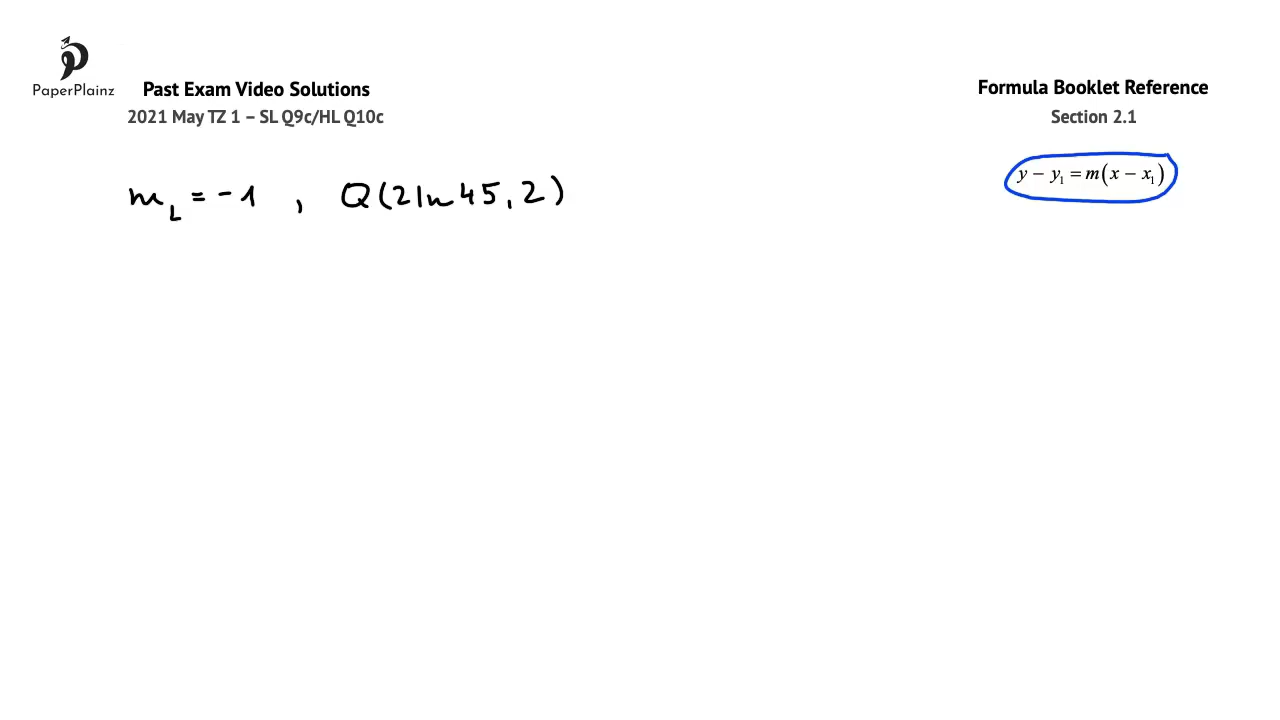 PaperPlainz
Past Exam Video Solutions
2021 May TZ 1 – SL Q9c/HL Q10c
Formula Booklet Reference
Section 2.1
y − y₁ = m(x − x₁)
m_L = -1 , Q(2ln45, 2)